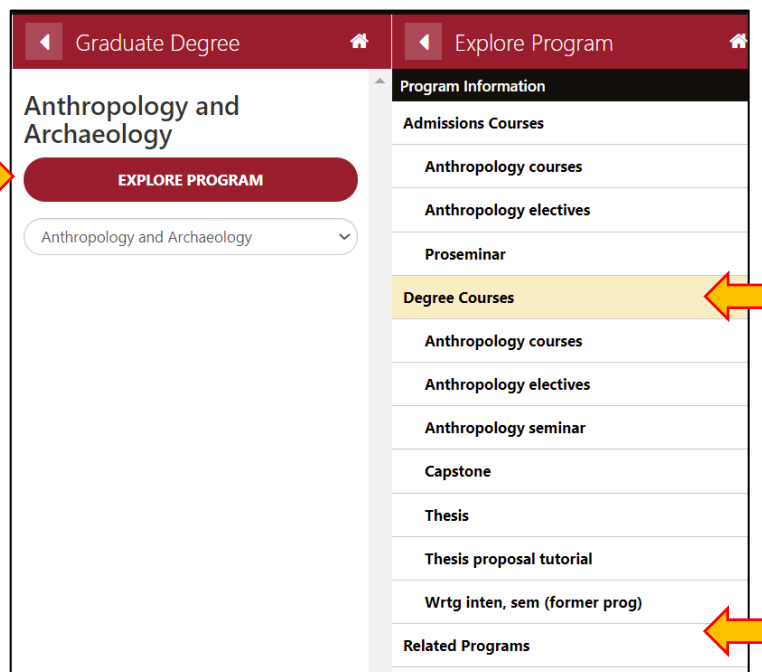 Graduate Degree
Anthropology and
Archaeology
EXPLORE PROGRAM
Anthropology and Archaeology
Explore Program
Program Information
Admissions Courses
Anthropology courses
Anthropology electives
Proseminar
Degree Courses
Anthropology courses
Anthropology electives
Anthropology seminar
Capstone
Thesis
Thesis proposal tutorial
Wrtg inten, sem (former prog)
Related Programs